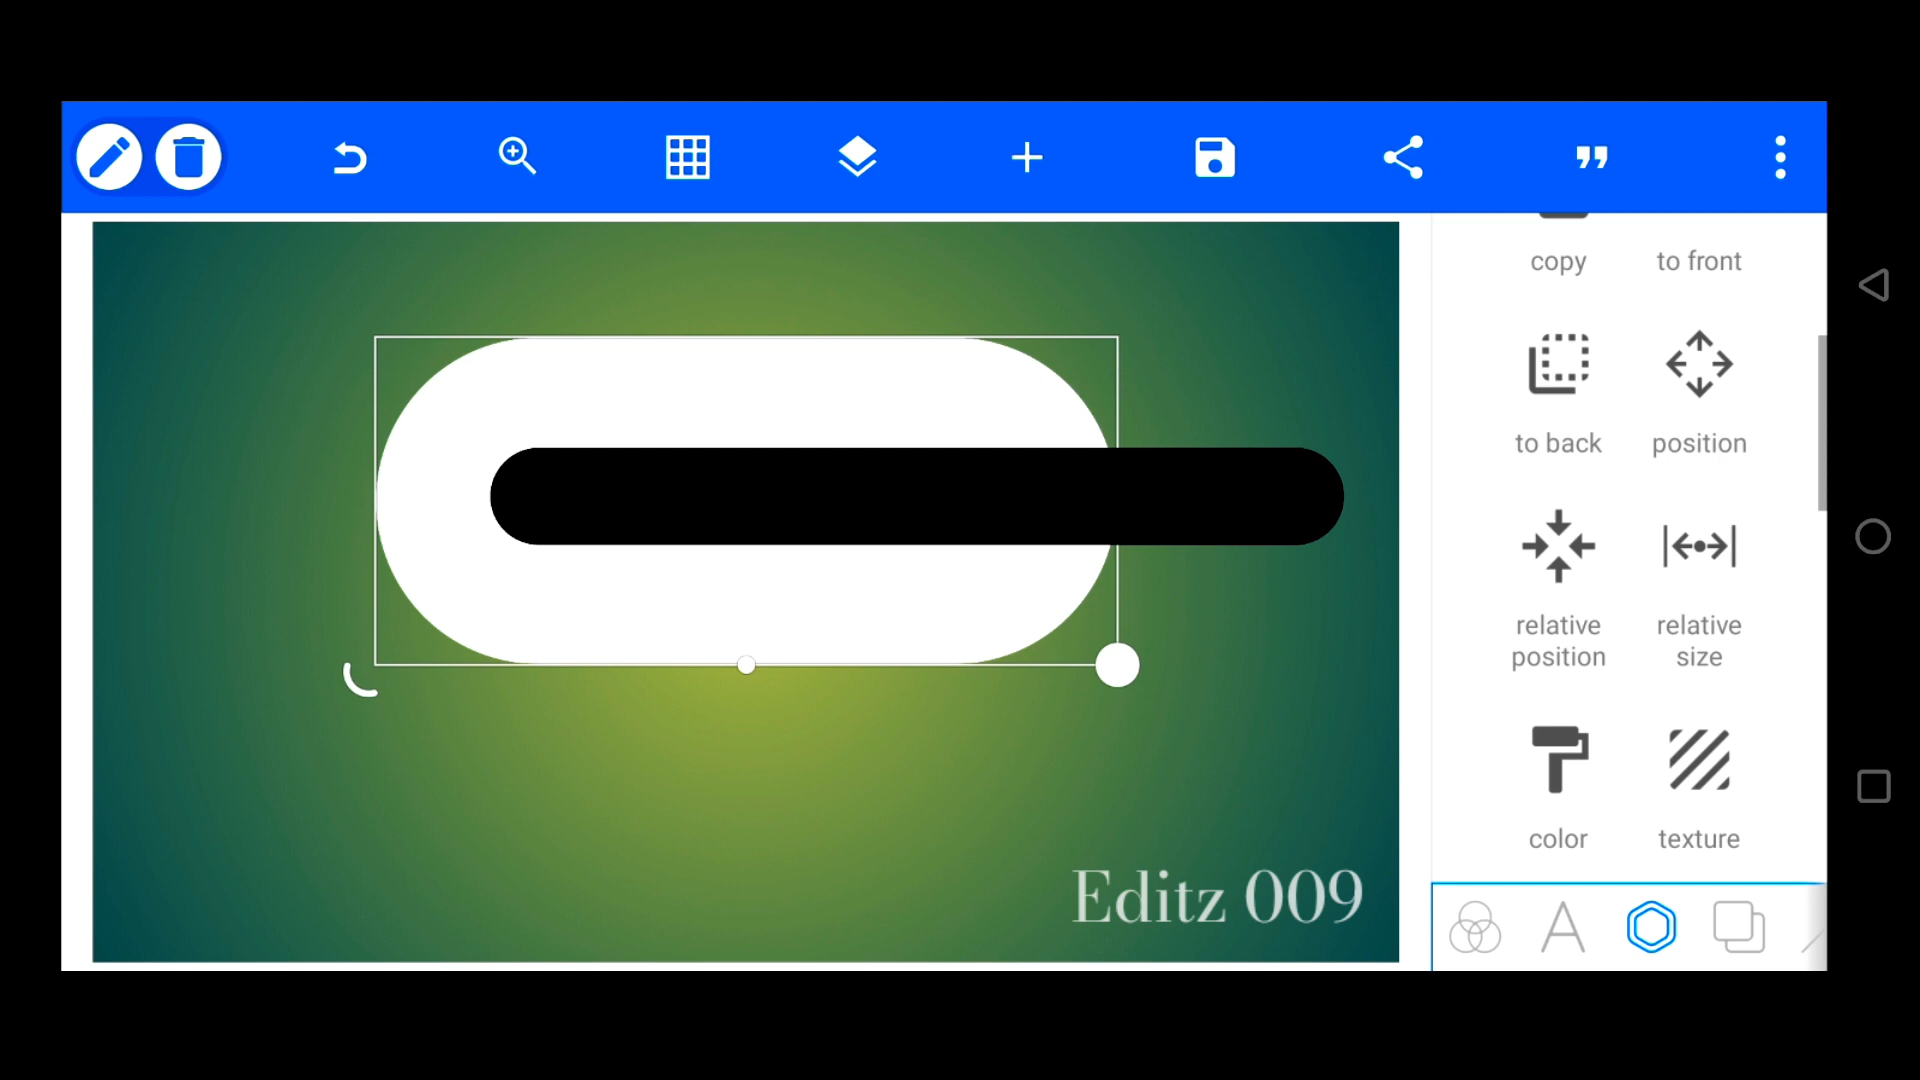 copy
to front
to back
position
relative
position
relative
size
color
texture
Editz 009